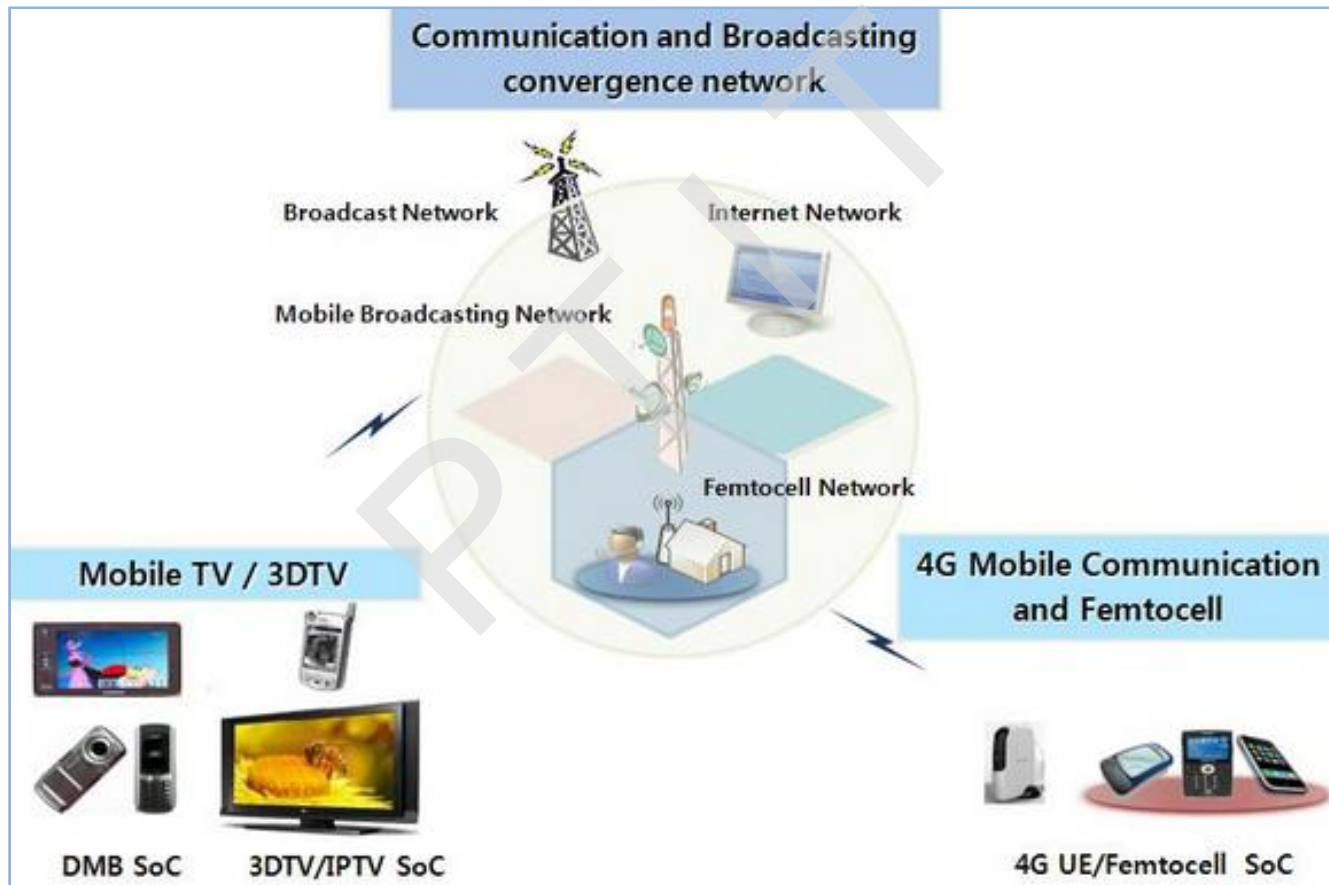 Communication and Broadcasting
convergence network
Broadcast Network
Internet Network
Mobile Broadcasting Network
Femtocell Network
Mobile TV / 3DTV
4G Mobile Communication
and Femtocell
DMB SoC
3DTV/IPTV SoC
4G UE/Femtocell SoC
PTIT